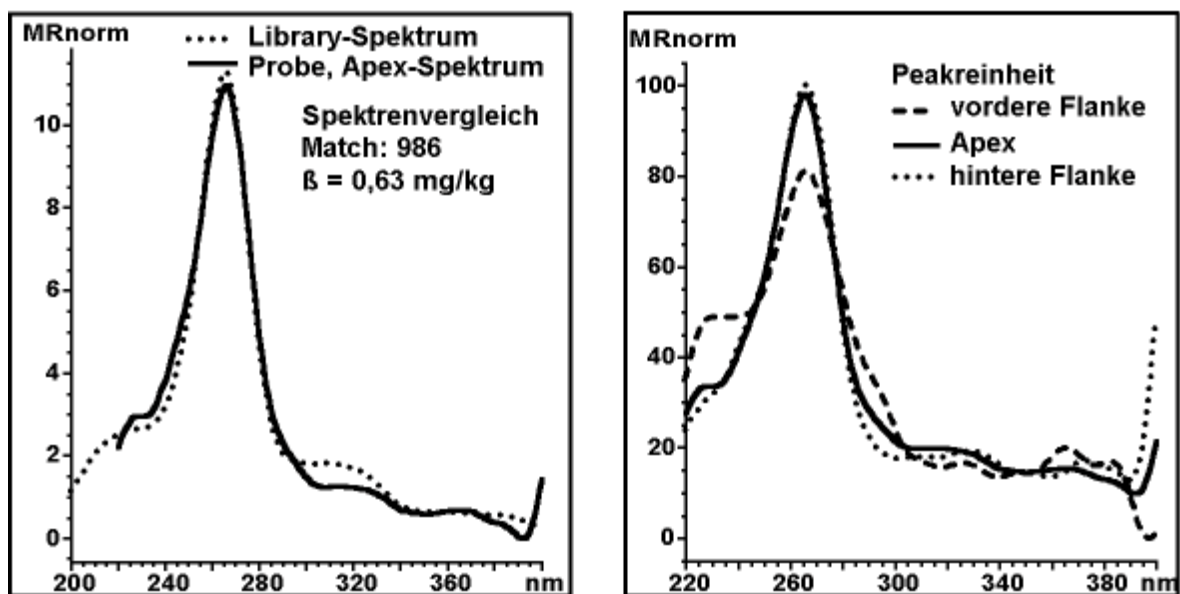 MRnorm
Library-Spektrum
Probe, Apex-Spektrum
Spektrenvergleich
Match: 986
ß = 0,63 mg/kg
10
8
6
4
2
0
200 240 280 320 360 nm
MRnorm
Peakreinheit
vordere Flanke
Apex
hintere Flanke
100
80
60
40
20
0
220 260 300 340 380 nm